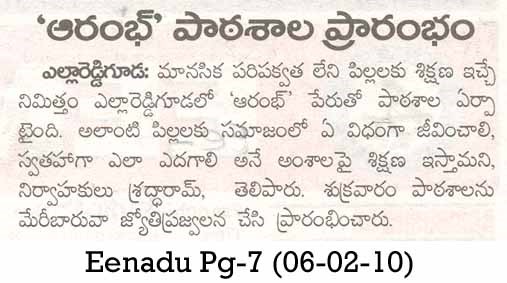 ‘ఆరంభ్’ పాఠశాల ప్రారంభం
ఎల్లారెడ్డిగూడ: మానసిక పరిపక్వత లేని పిల్లలకు శిక్షణ ఇచ్చే
నిమిత్తం ఎల్లారెడ్డిగూడలో ‘ఆరంభ్’ పేరుతో పాఠశాల ఏర్పా
టైంది. అలాంటి పిల్లలకు సమాజంలో ఏ విధంగా జీవించాలి,
స్వతహాగా ఎలా ఎదగాలి అనే అంశాలపై శిక్షణ ఇస్తామని,
నిర్వాహకులు శ్రద్ధారామ్, తెలిపారు. శుక్రవారం పాఠశాలను
మేరీబారువా జ్యోతిప్రజ్వలన చేసి ప్రారంభించారు.
Eenadu Pg-7 (06-02-10)